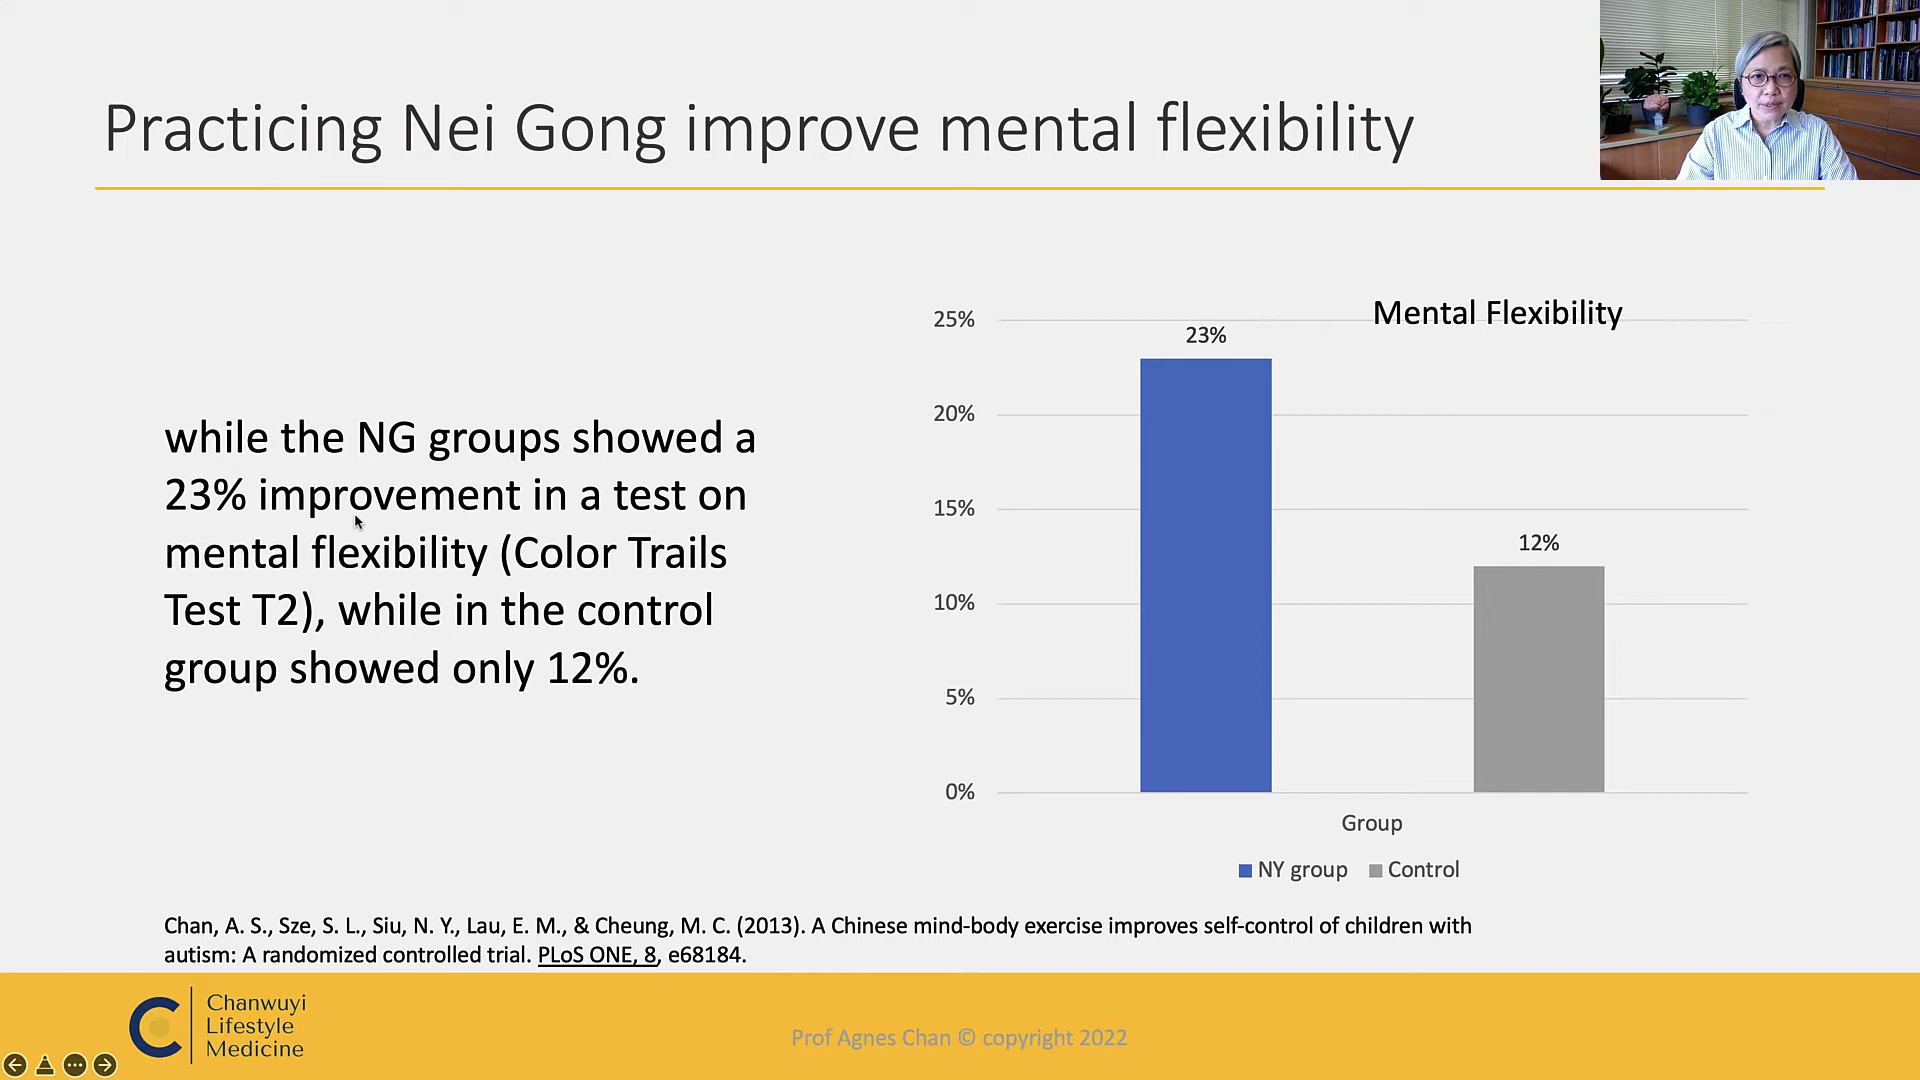 Practicing Nei Gong improve mental flexibility
while the NG groups showed a
23% improvement in a test on
mental flexibility (Color Trails
Test T2), while in the control
group showed only 12%.
Mental Flexibility
25%
20%
15%
10%
5%
0%
23%
12%
Group
NY group
Control
Chan, A. S., Sze, S. L., Siu, N. Y., Lau, E. M., & Cheung, M. C. (2013). A Chinese mind-body exercise improves self-control of children with
autism: A randomized controlled trial. PLoS ONE, 8, e68184.
Chanwuyi
Lifestyle
Medicine
Prof Agnes Chan © copyright 2022